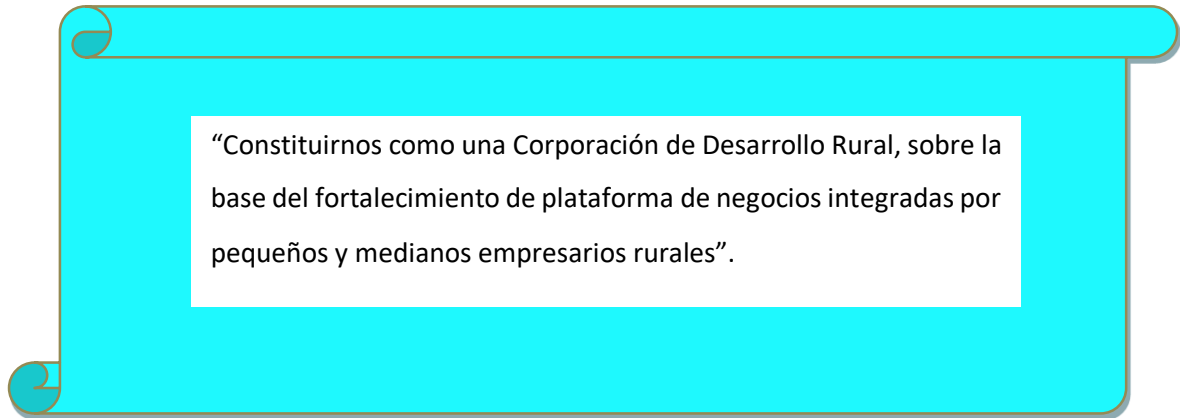 “Constituirnos como una Corporación de Desarrollo Rural, sobre la
base del fortalecimiento de plataforma de negocios integradas por
pequeños y medianos empresarios rurales”.